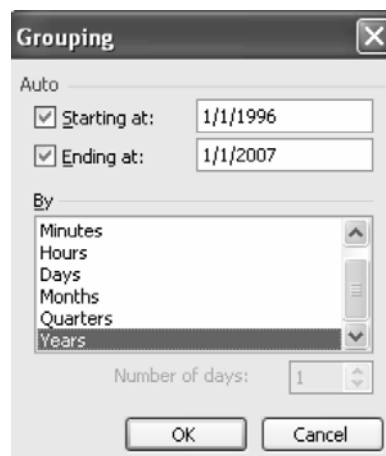 Grouping
Auto
Starting at: 1/1/1996
Ending at: 1/1/2007
By
Minutes
Hours
Days
Months
Quarters
Years
Number of days: 1
OK Cancel